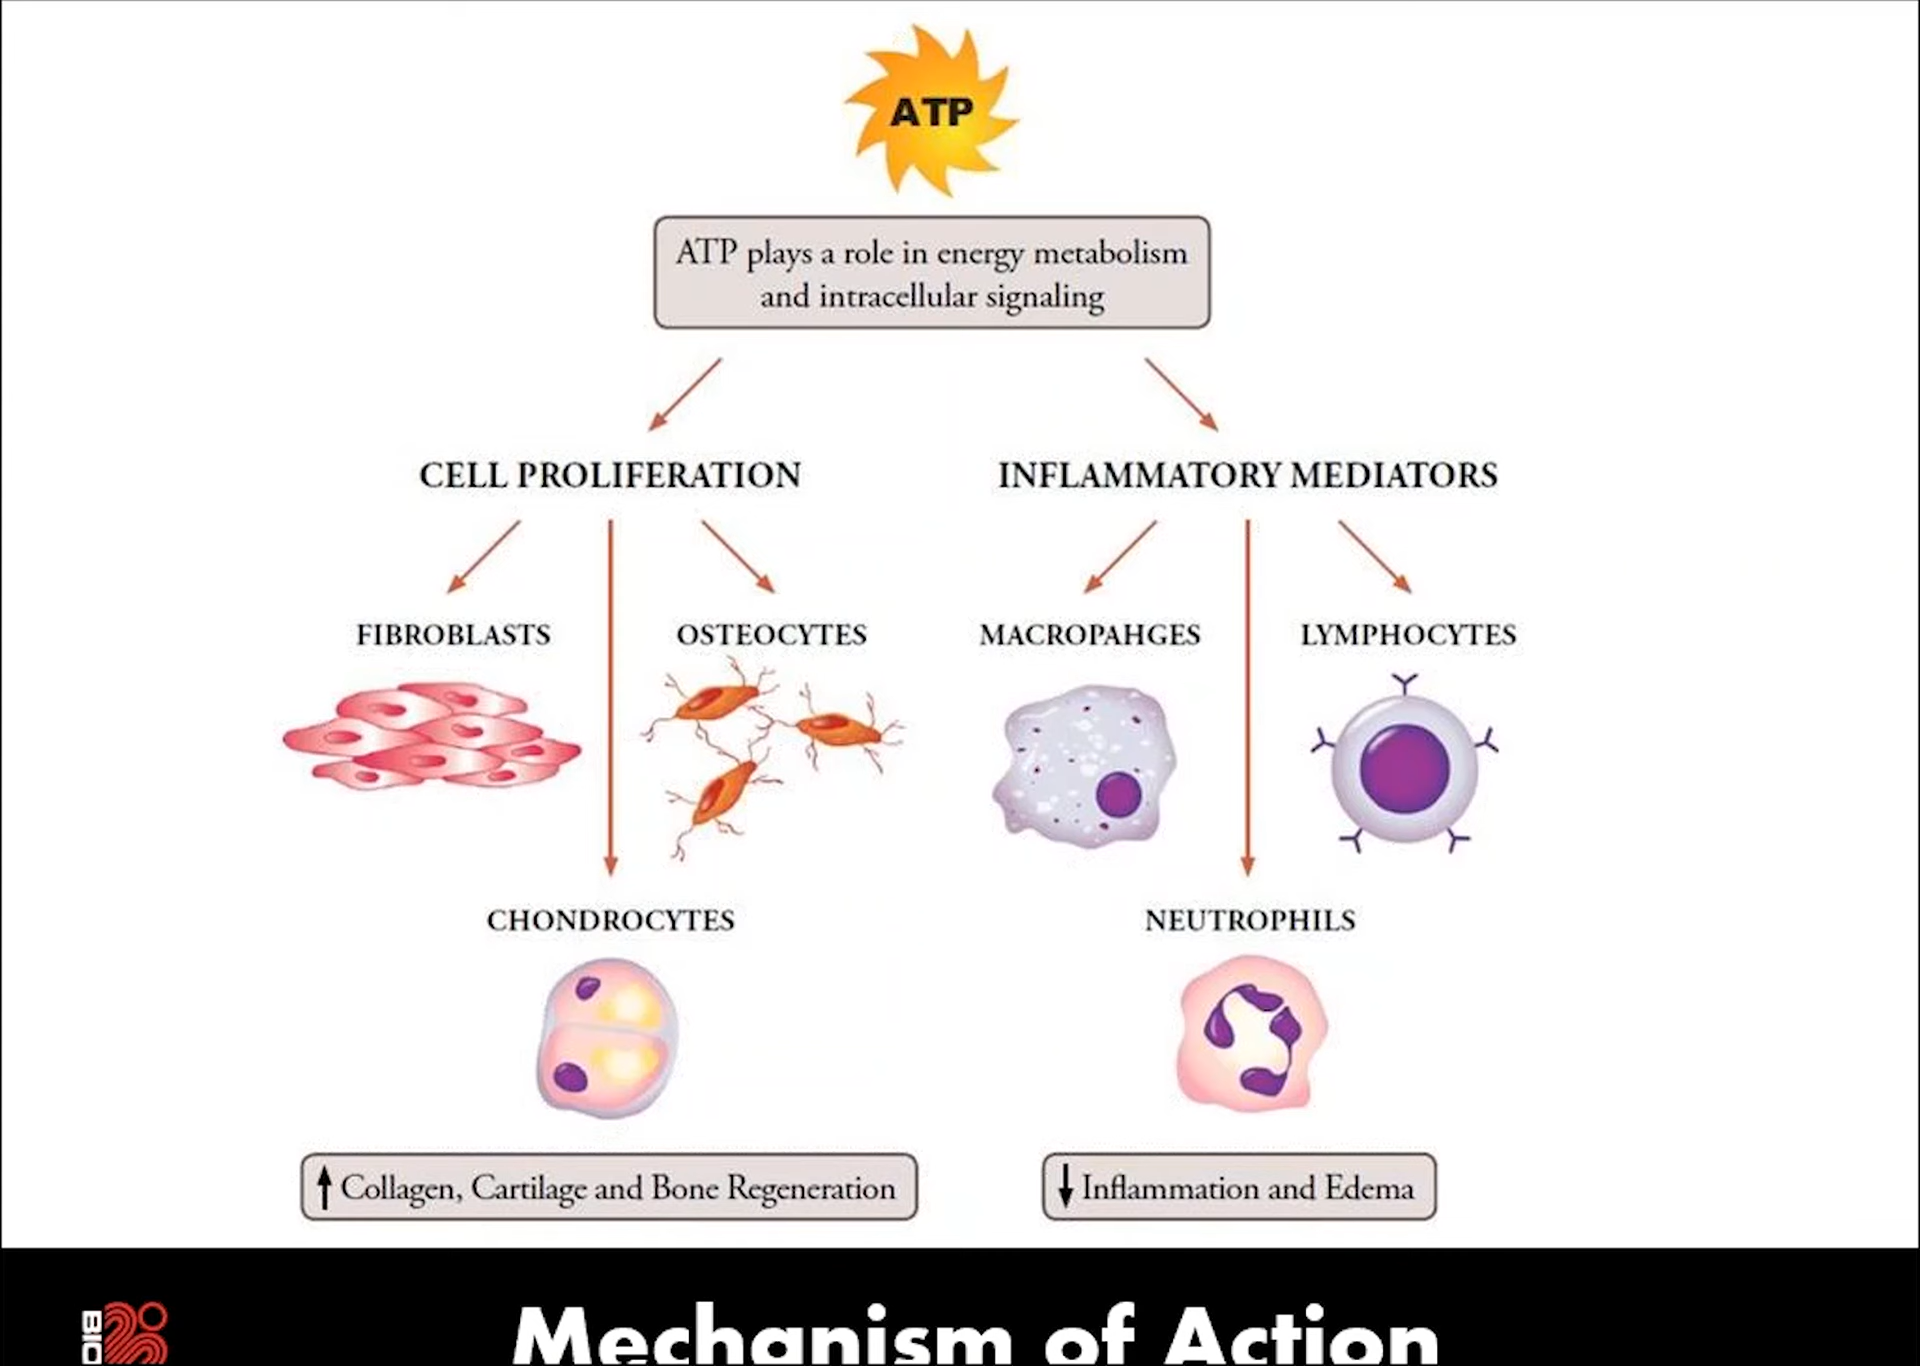 ATP
ATP plays a role in energy metabolism
and intracellular signaling
CELL PROLIFERATION
INFLAMMATORY MEDIATORS
FIBROBLASTS
OSTEOCYTES
MACROPAHGES
LYMPHOCYTES
CHONDROCYTES
NEUTROPHILS
↑ Collagen, Cartilage and Bone Regeneration
↓ Inflammation and Edema
Mechanism of Action